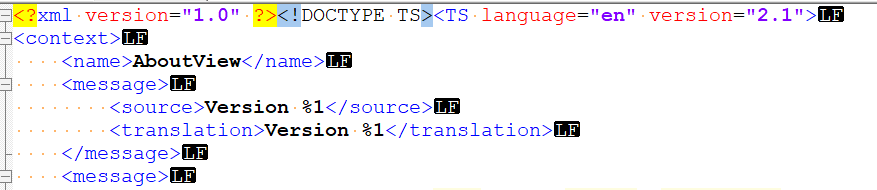 <?xml version="1.0" ?><!DOCTYPE TS><TS language="en" version="2.1">LF
<context>LF
    <name>AboutView</name>LF
    <message>LF
        <source>Version %1</source>LF
        <translation>Version %1</translation>LF
    </message>LF
    <message>LF